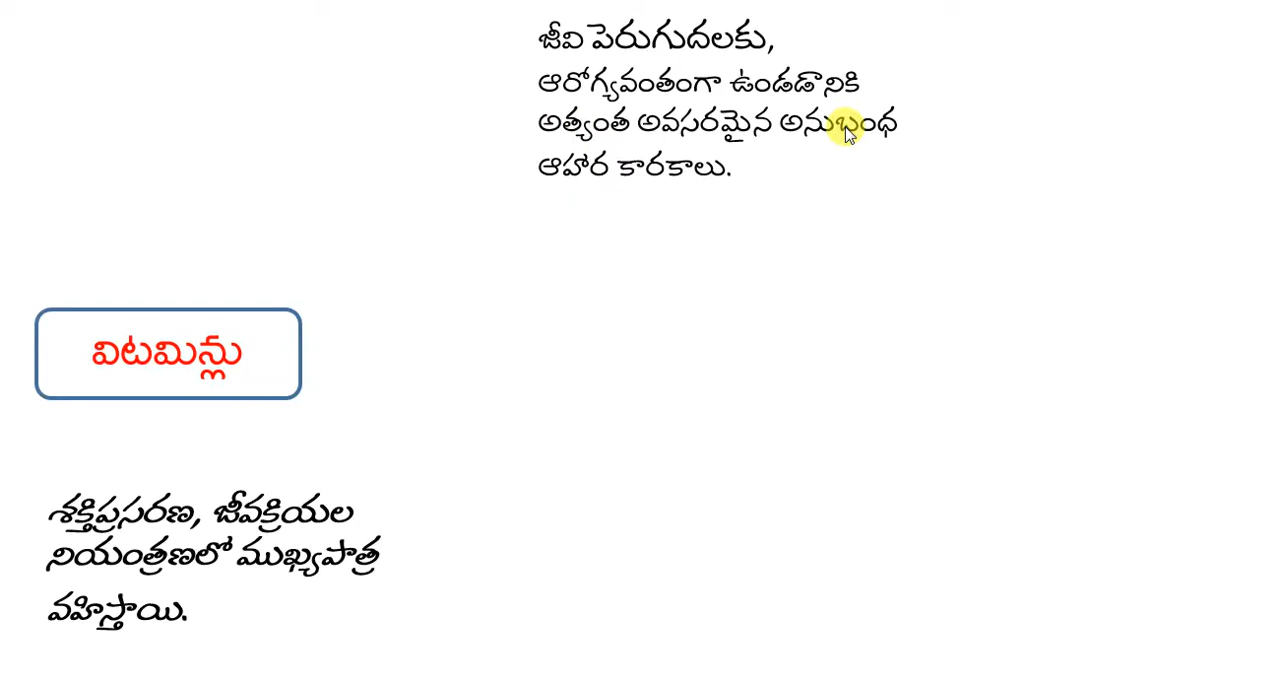 జీవి పెరుగుదలకు,
ఆరోగ్యవంతంగా ఉండడానికి
అత్యంత అవసరమైన అనుబంధ
ఆహార కారకాలు.
విటమిన్లు
శక్తిప్రసరణ, జీవక్రియల
నియంత్రణలో ముఖ్యపాత్ర
వహిస్తాయి.